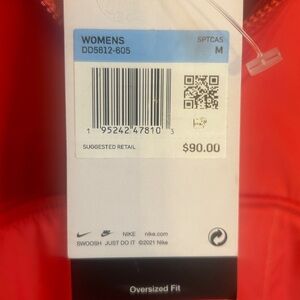 WOMENS SPTCAS
DD5812-605 M
1 95242 47810 3
SUGGESTED RETAIL $90.00
NIKE nike.com
SWOOSH JUST DO IT ©2021 Nike
Oversized Fit